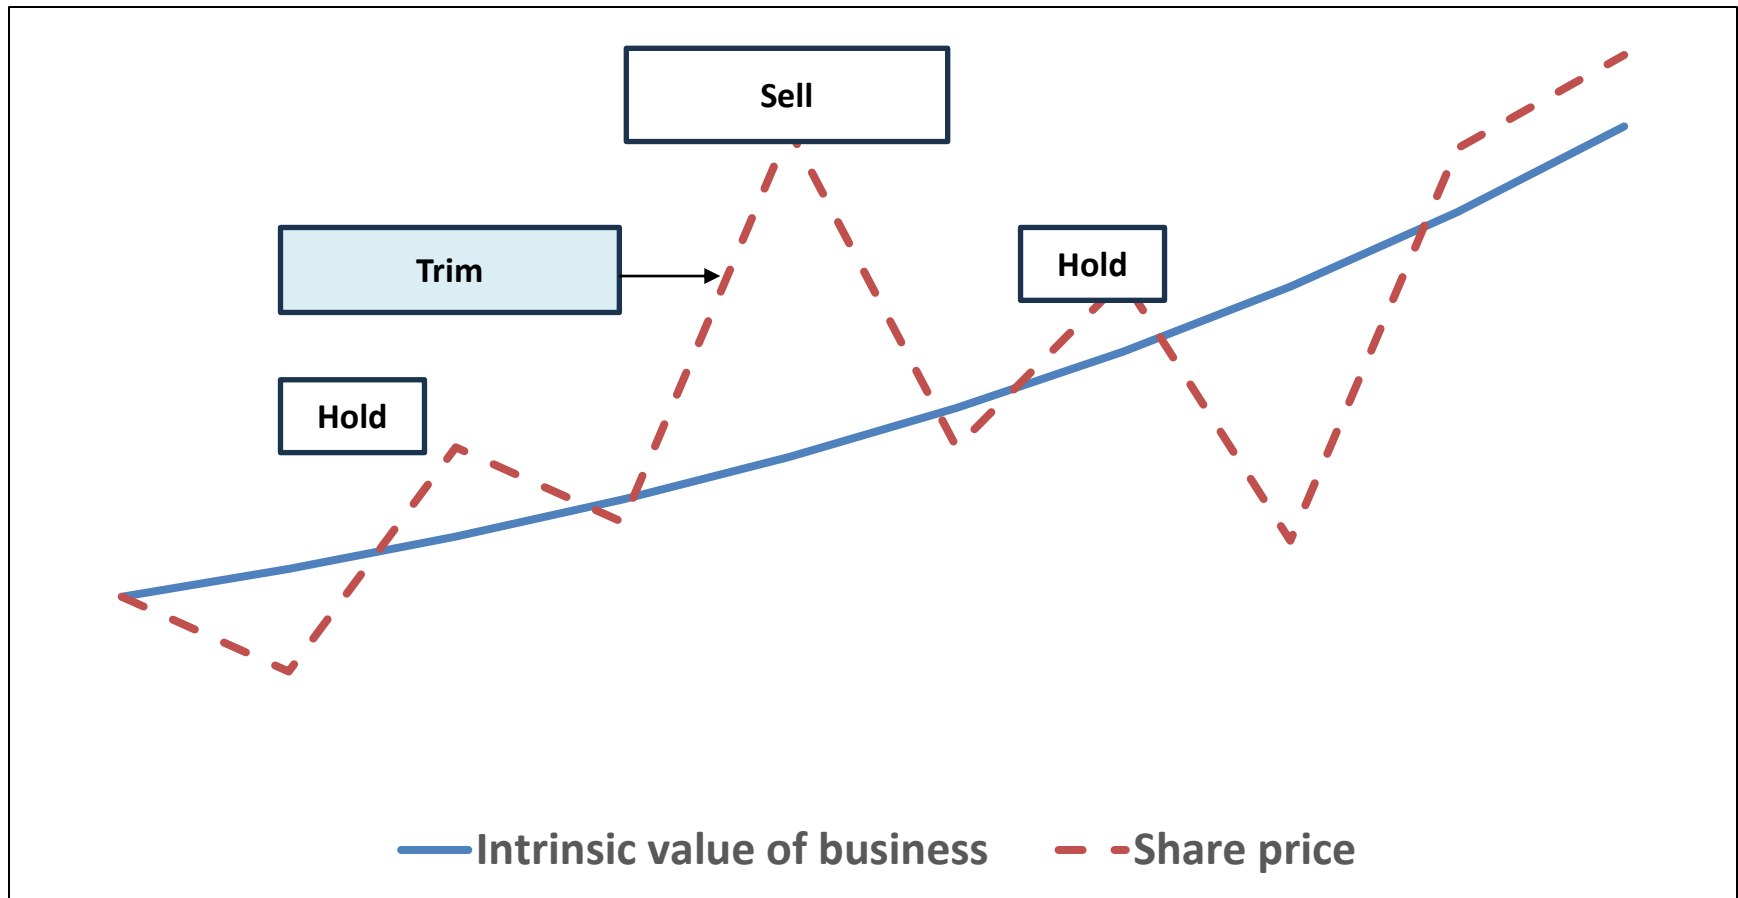 Sell
Trim
Hold
Hold
Intrinsic value of business
Share price